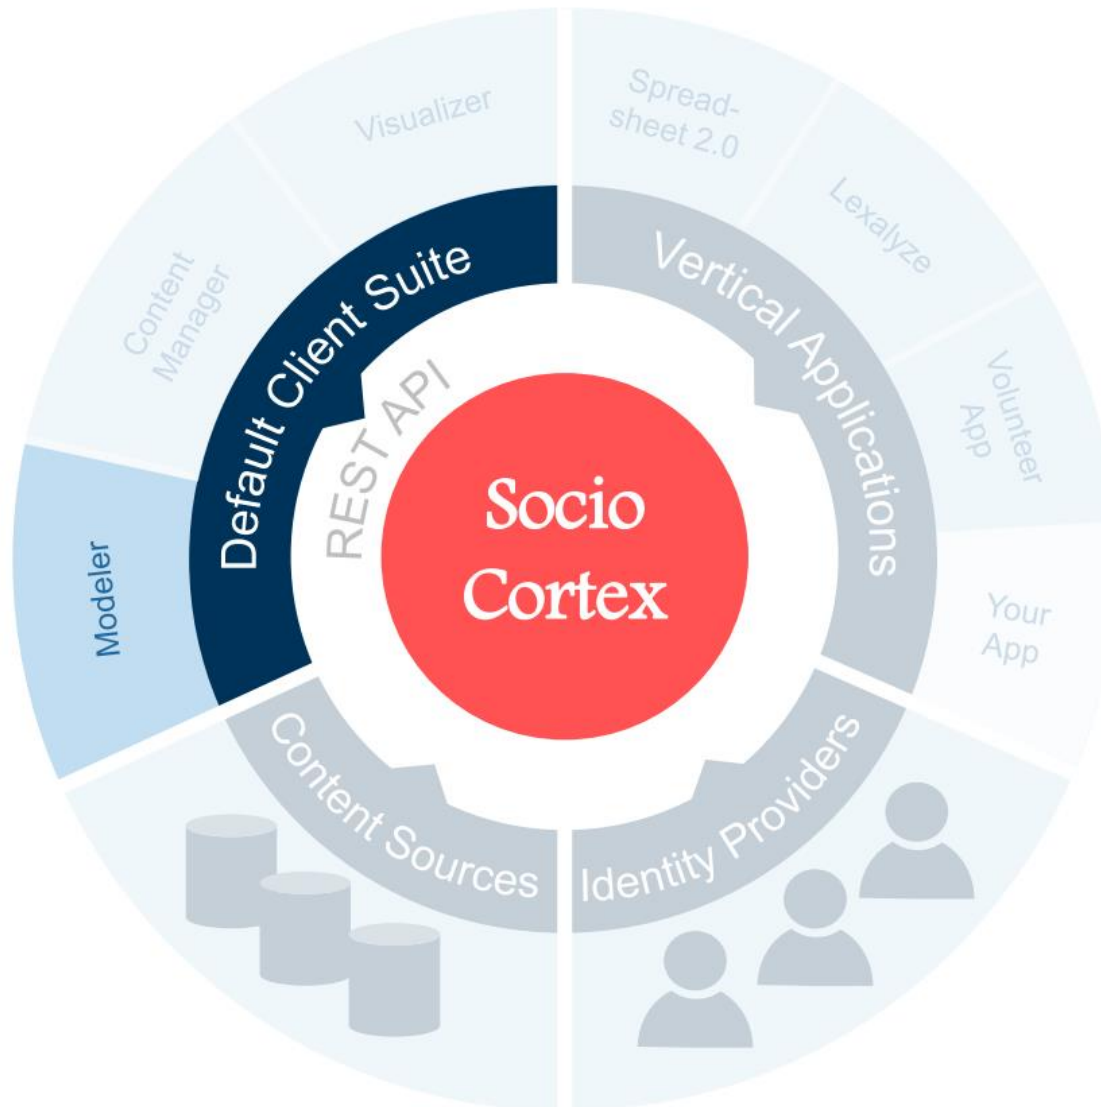 Visualizer
Spread-
sheet 2.0
Content
Manager
Lexalyze
Default Client Suite
Vertical Applications
REST API
Volunteer
App
Modeler
Socio
Cortex
Your
App
Content Sources
Identity Providers